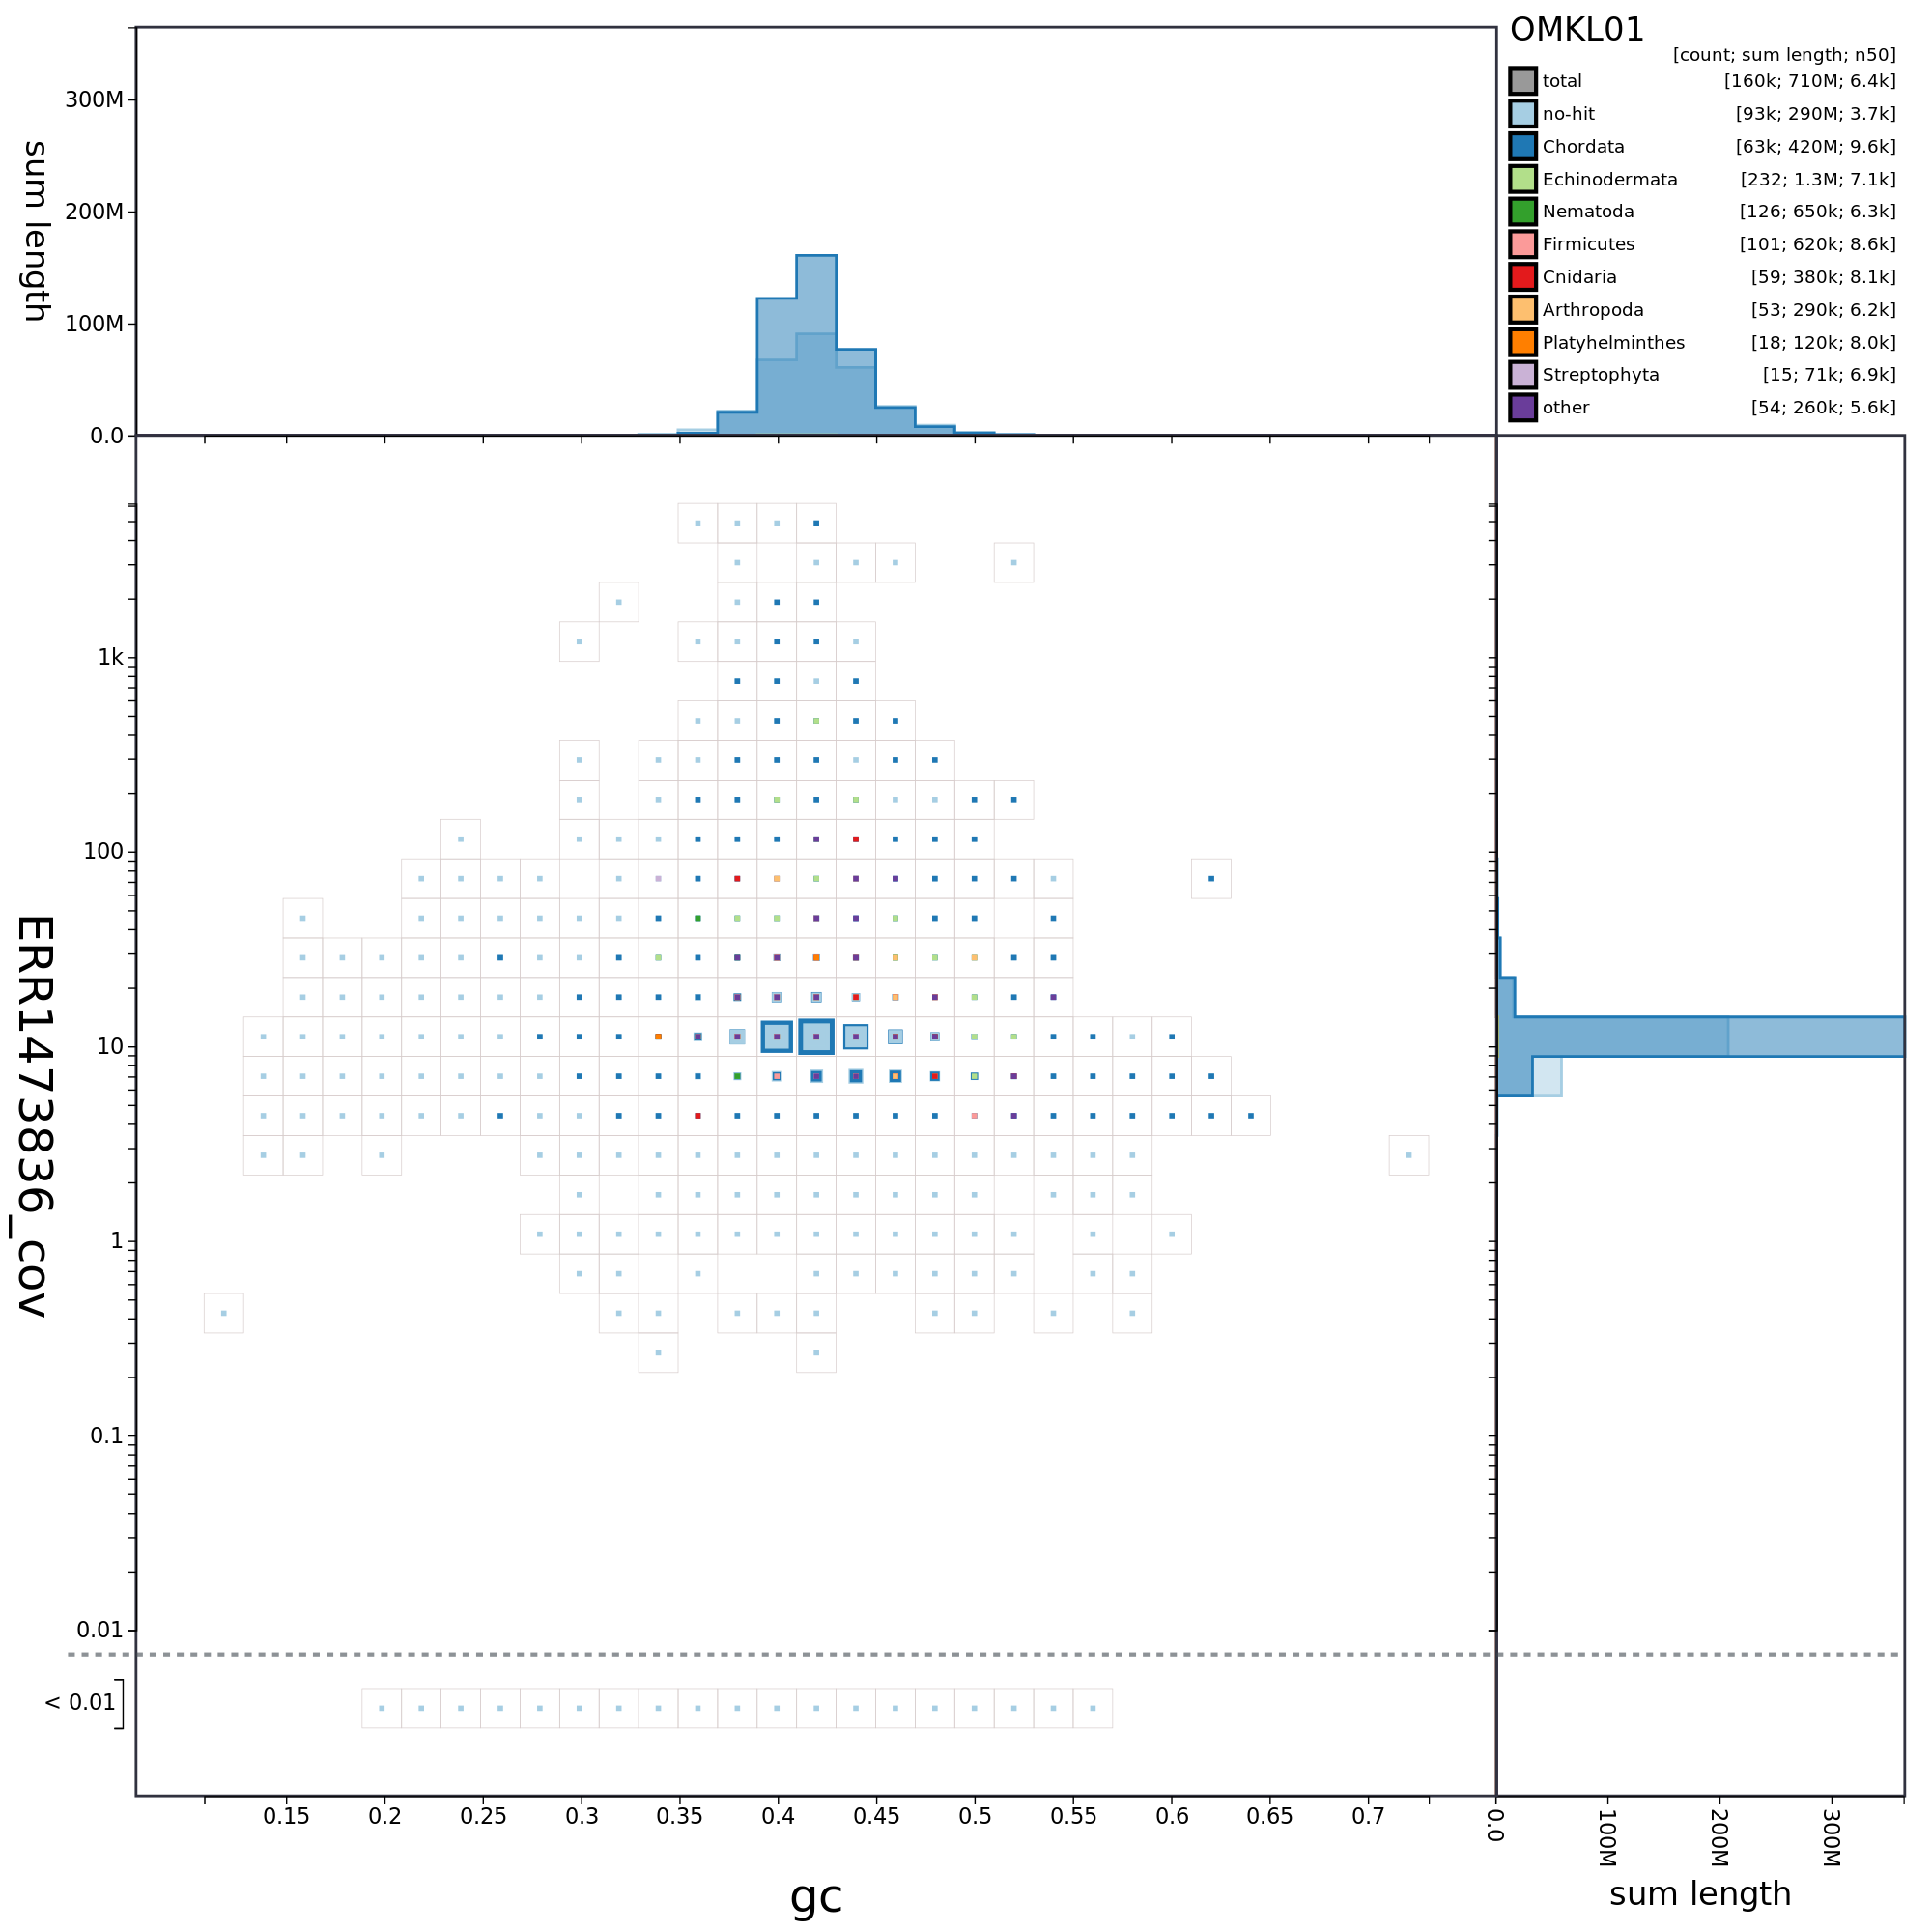 OMKL01
[count; sum length; n50]
total [160k; 710M; 6.4k]
no-hit [93k; 290M; 3.7k]
Chordata [63k; 420M; 9.6k]
Echinodermata [232; 1.3M; 7.1k]
Nematoda [126; 650k; 6.3k]
Firmicutes [101; 620k; 8.6k]
Cnidaria [59; 380k; 8.1k]
Arthropoda [53; 290k; 6.2k]
Platyhelminthes [18; 120k; 8.0k]
Streptophyta [15; 71k; 6.9k]
other [54; 260k; 5.6k]
sum length
300M
200M
100M
0.0
ERR1473836_cov
1k
100
10
1
0.1
0.01
< 0.01
0.15 0.2 0.25 0.3 0.35 0.4 0.45 0.5 0.55 0.6 0.65 0.7
gc
0.0 100M 200M 300M
sum length